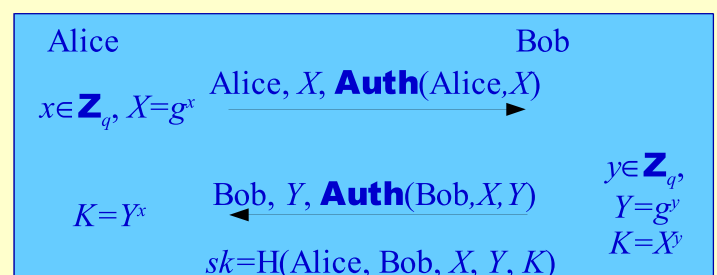 Alice
Bob
Alice, X, Auth(Alice,X)
x∈Z_q, X=g^x
y∈Z_q,
Bob, Y, Auth(Bob,X,Y)
Y=g^y
K=Y^x
K=X^y
sk=H(Alice, Bob, X, Y, K)